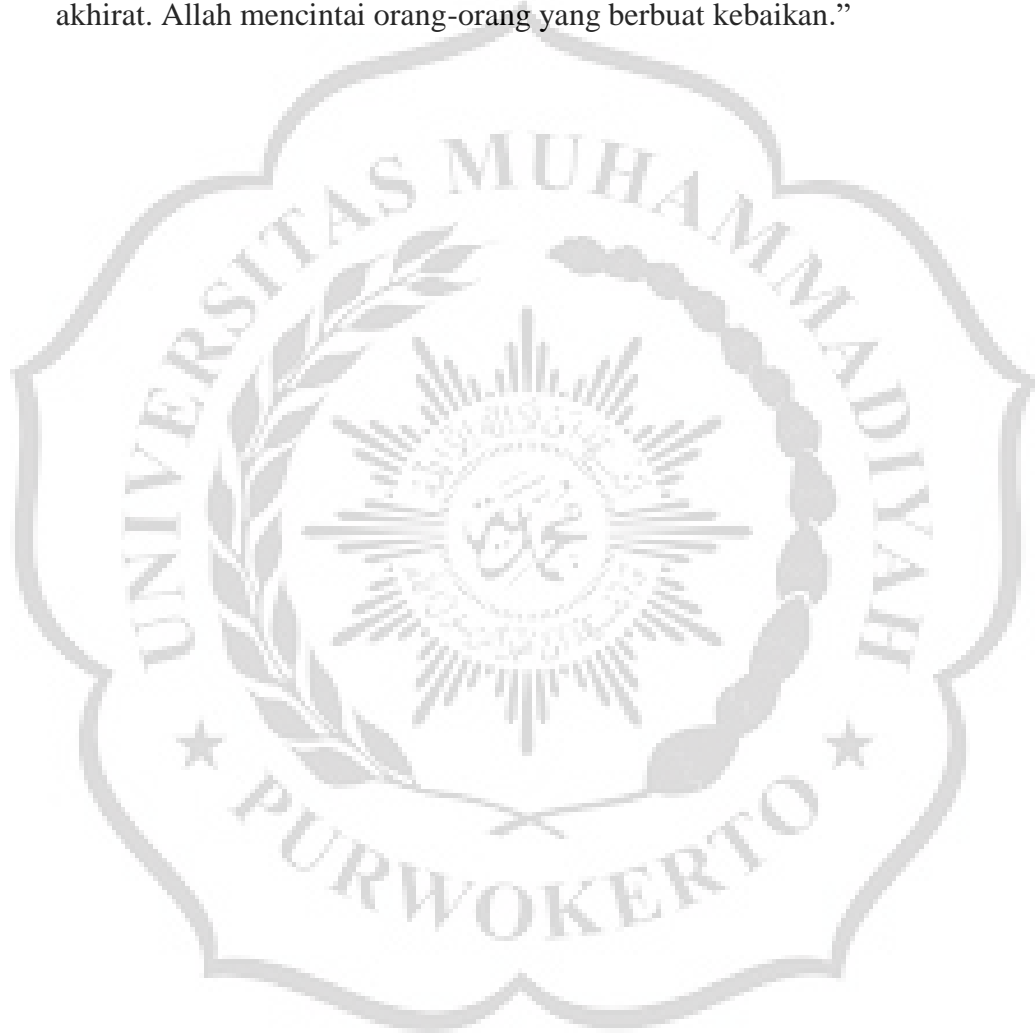 akhirat. Allah mencintai orang-orang yang berbuat kebaikan.”
UNIVERSITAS MUHAMMADIYAH
PURWOKERTO